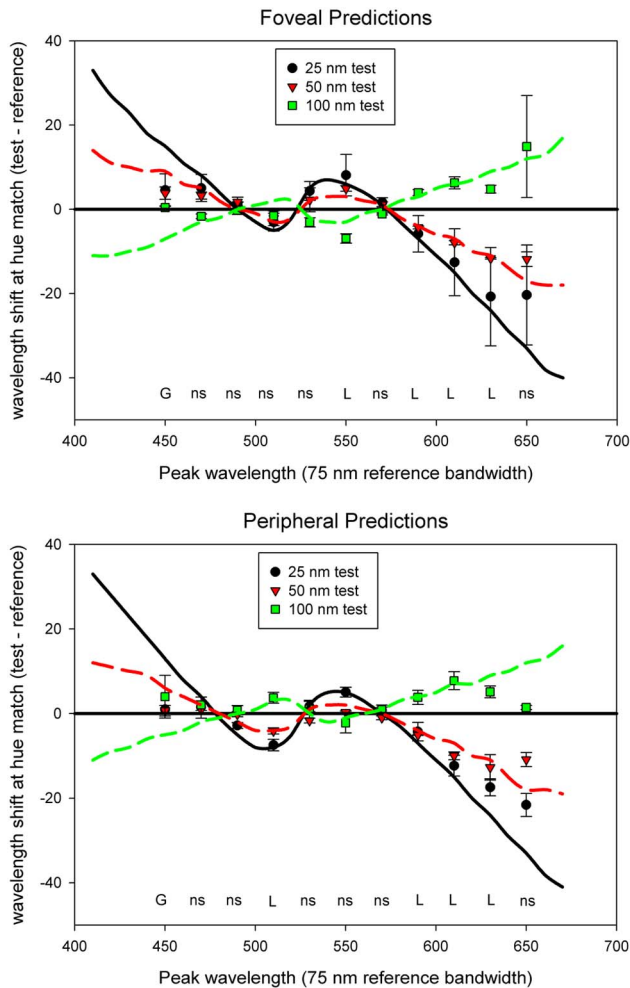 Foveal Predictions
wavelength shift at hue match (test - reference)
40
20
0
-20
-40
25 nm test
50 nm test
100 nm test
G ns ns ns ns L ns L L L ns
400 450 500 550 600 650 700
Peak wavelength (75 nm reference bandwidth)
Peripheral Predictions
wavelength shift at hue match (test - reference)
40
20
0
-20
-40
25 nm test
50 nm test
100 nm test
G ns ns L ns ns ns L L L ns
400 450 500 550 600 650 700
Peak wavelength (75 nm reference bandwidth)